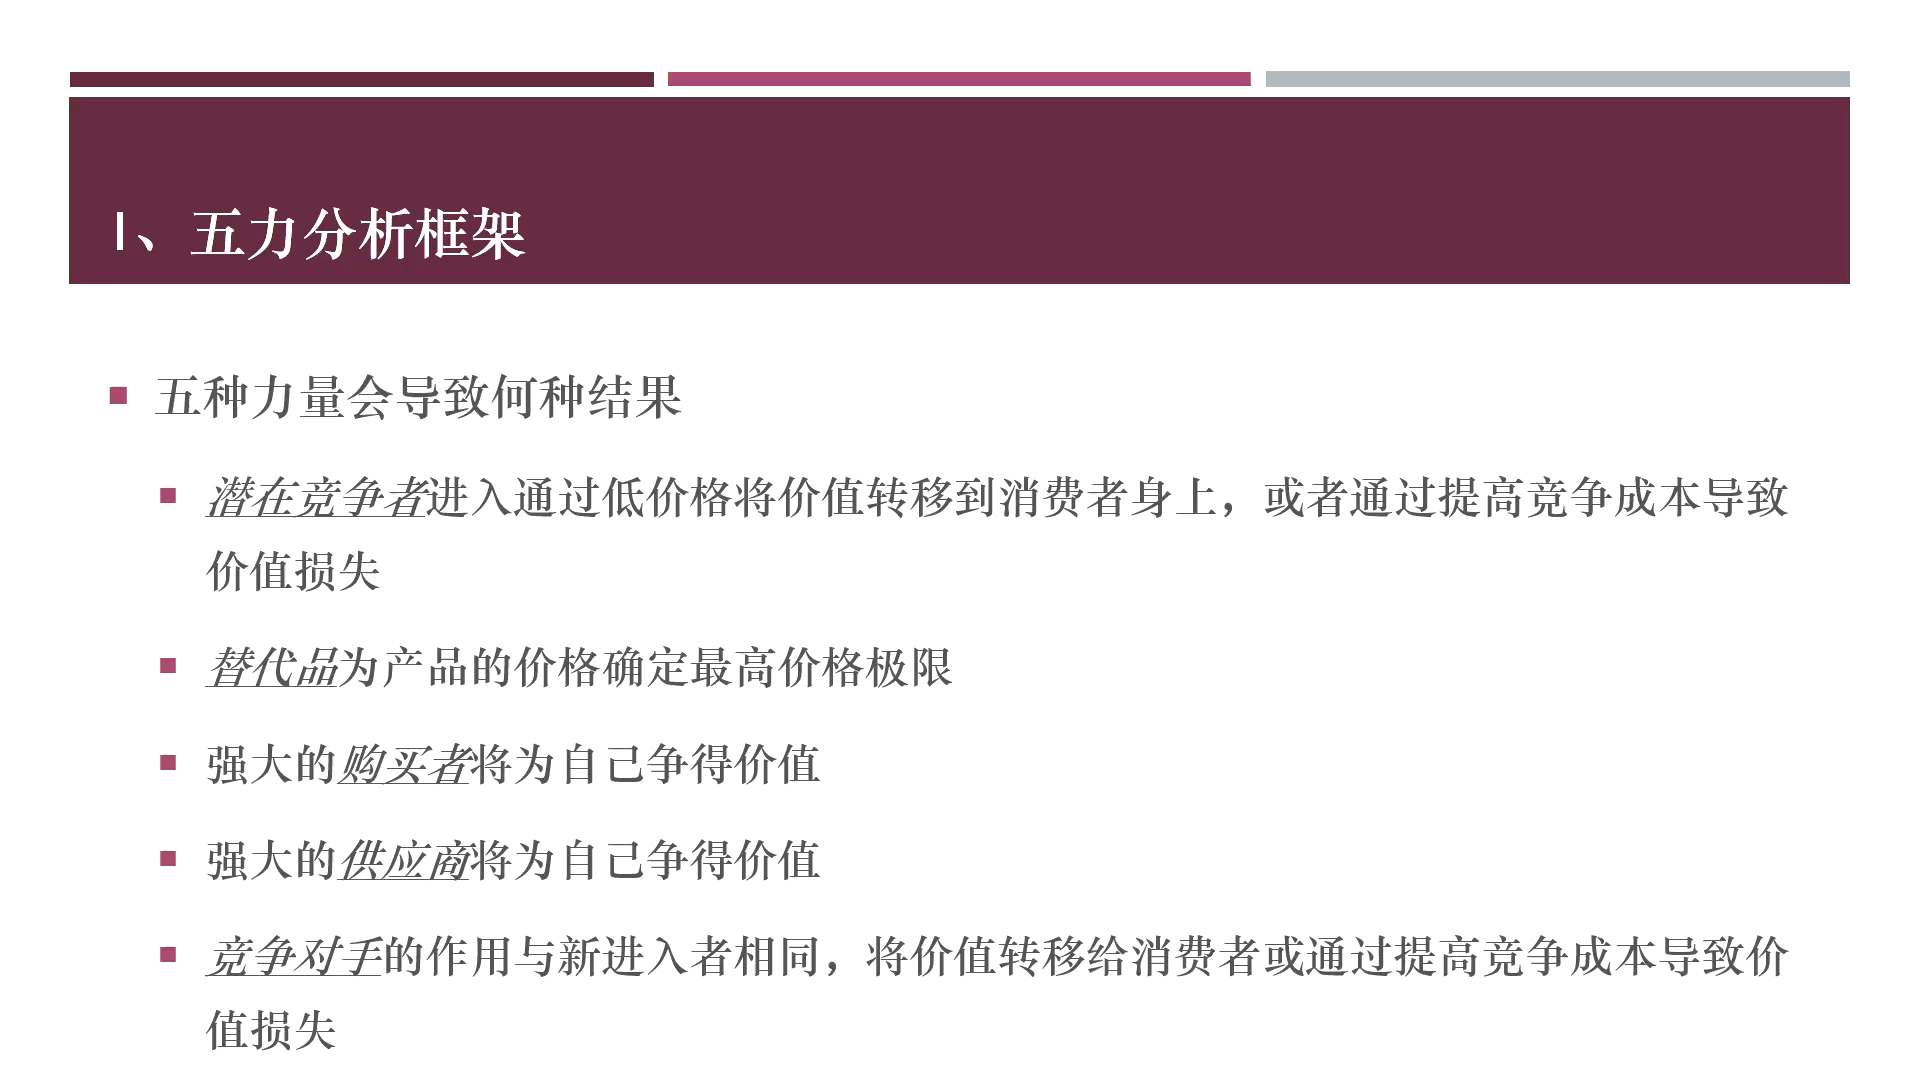 1、五力分析框架
五种力量会导致何种结果
潜在竞争者进入通过低价格将价值转移到消费者身上，或者通过提高竞争成本导致
价值损失
替代品为产品的价格确定最高价格极限
强大的购买者将为自己争得价值
强大的供应商将为自己争得价值
竞争对手的作用与新进入者相同，将价值转移给消费者或通过提高竞争成本导致价
值损失